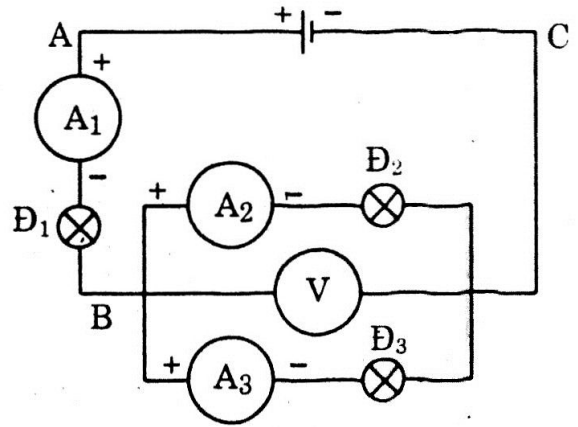 A + − C
+
A1
−
Đ1
+ A2 − Đ2
B V
+ A3 − Đ3